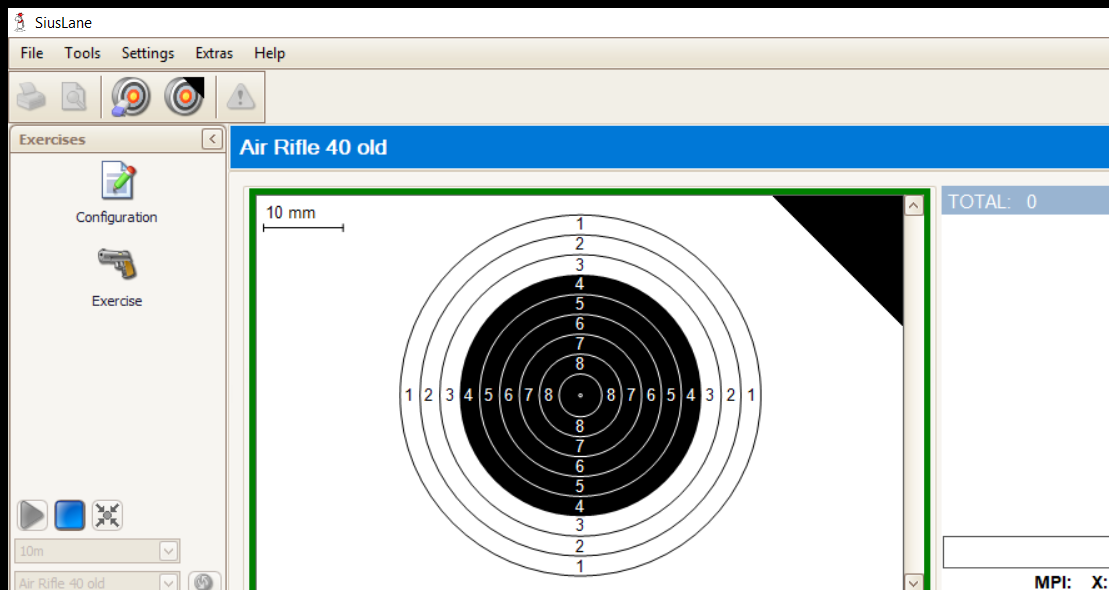 SiusLane
File Tools Settings Extras Help
Exercises
Air Rifle 40 old
Configuration
Exercise
10m
Air Rifle 40 old
10 mm
1
2
3
4
5
6
7
8
1 2 3 4 5 6 7 8 8 7 6 5 4 3 2 1
8
7
6
5
4
3
2
1
TOTAL: 0
MPI: X: